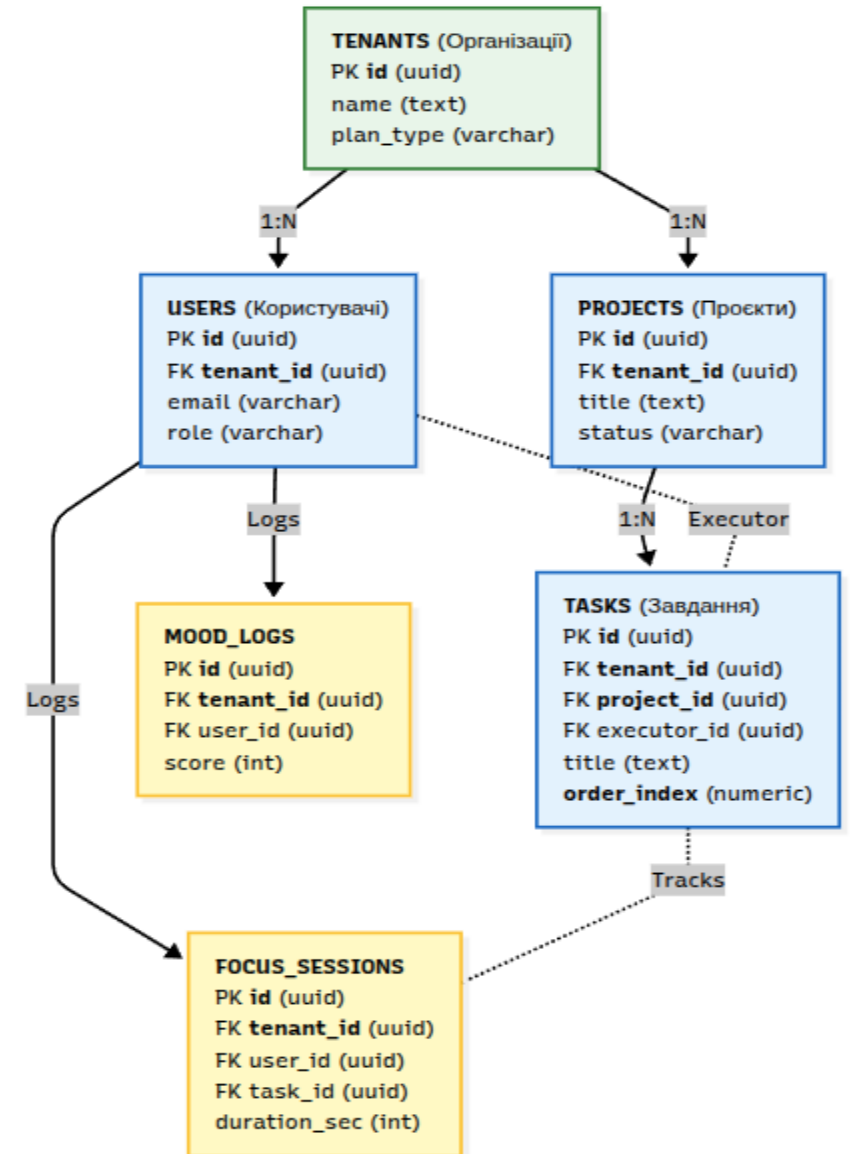 TENANTS (Організації)
PK id (uuid)
name (text)
plan_type (varchar)
1:N
1:N
USERS (Користувачі)
PK id (uuid)
FK tenant_id (uuid)
email (varchar)
role (varchar)
PROJECTS (Проєкти)
PK id (uuid)
FK tenant_id (uuid)
title (text)
status (varchar)
Logs
1:N
Executor
MOOD_LOGS
PK id (uuid)
FK tenant_id (uuid)
FK user_id (uuid)
score (int)
TASKS (Завдання)
PK id (uuid)
FK tenant_id (uuid)
FK project_id (uuid)
FK executor_id (uuid)
title (text)
order_index (numeric)
Logs
Tracks
FOCUS_SESSIONS
PK id (uuid)
FK tenant_id (uuid)
FK user_id (uuid)
FK task_id (uuid)
duration_sec (int)